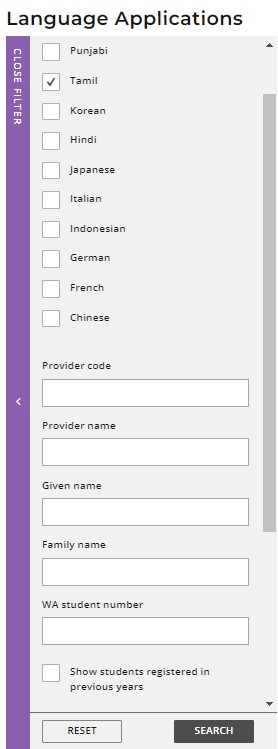 Language Applications
CLOSE FILTER
Punjabi
Tamil
Korean
Hindi
Japanese
Italian
Indonesian
German
French
Chinese
Provider code
Provider name
Given name
Family name
WA student number
Show students registered in
previous years
RESET
SEARCH